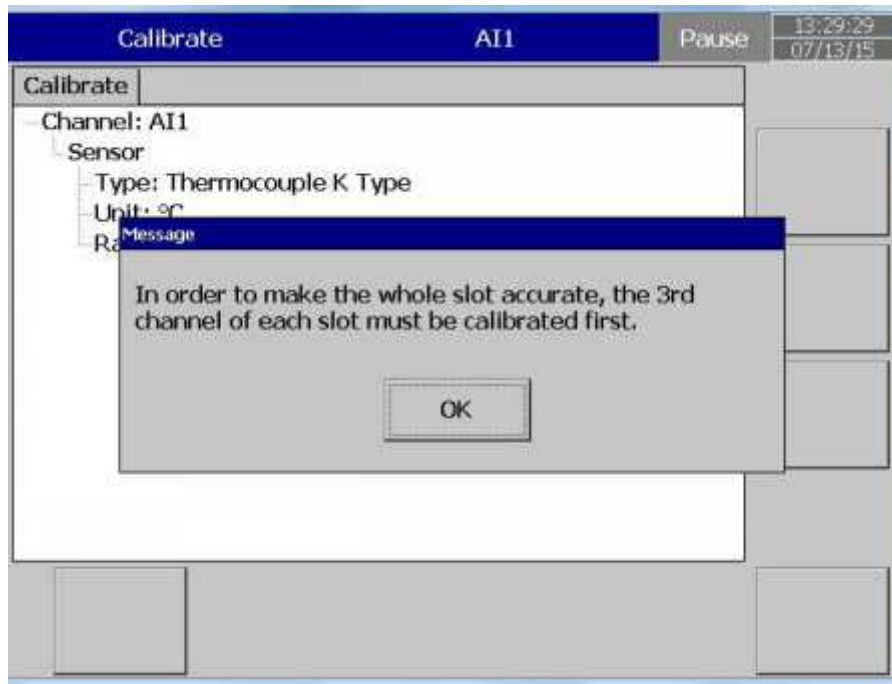 Calibrate AI1 Pause 13:29:29
07/13/15
Calibrate
Channel: AI1
Sensor
Type: Thermocouple K Type
Unit: °C
Message
In order to make the whole slot accurate, the 3rd
channel of each slot must be calibrated first.
OK